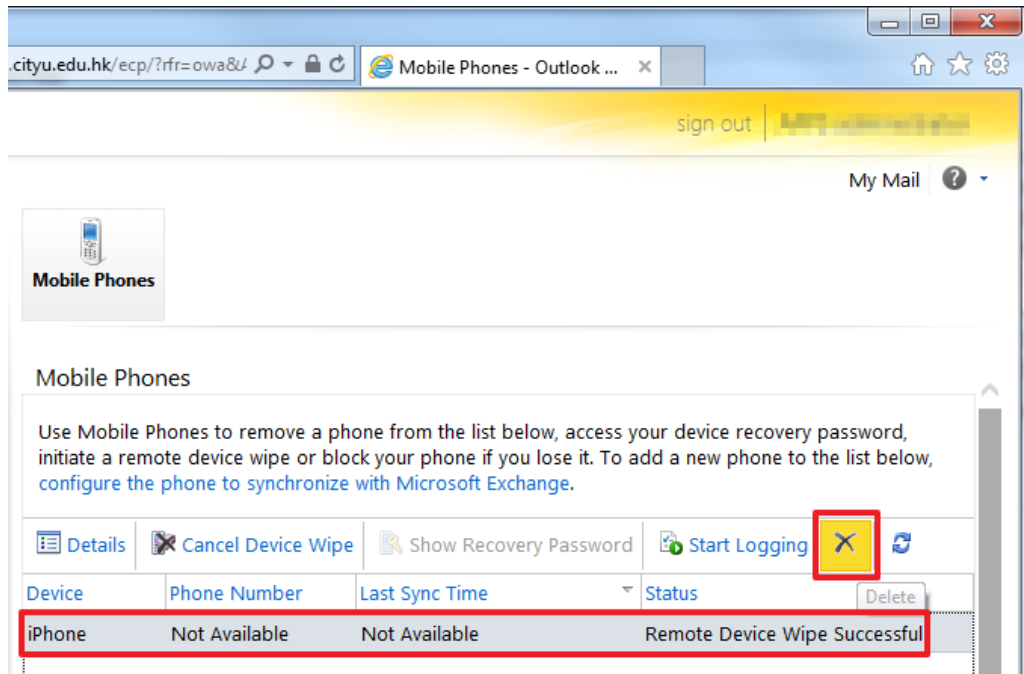 .cityu.edu.hk/ecp/?rfr=owa&
Mobile Phones - Outlook ...
sign out
My Mail
Mobile Phones
Mobile Phones
Use Mobile Phones to remove a phone from the list below, access your device recovery password,
initiate a remote device wipe or block your phone if you lose it. To add a new phone to the list below,
configure the phone to synchronize with Microsoft Exchange.
Details Cancel Device Wipe Show Recovery Password Start Logging
Device Phone Number Last Sync Time Status
Delete
iPhone Not Available Not Available Remote Device Wipe Successful